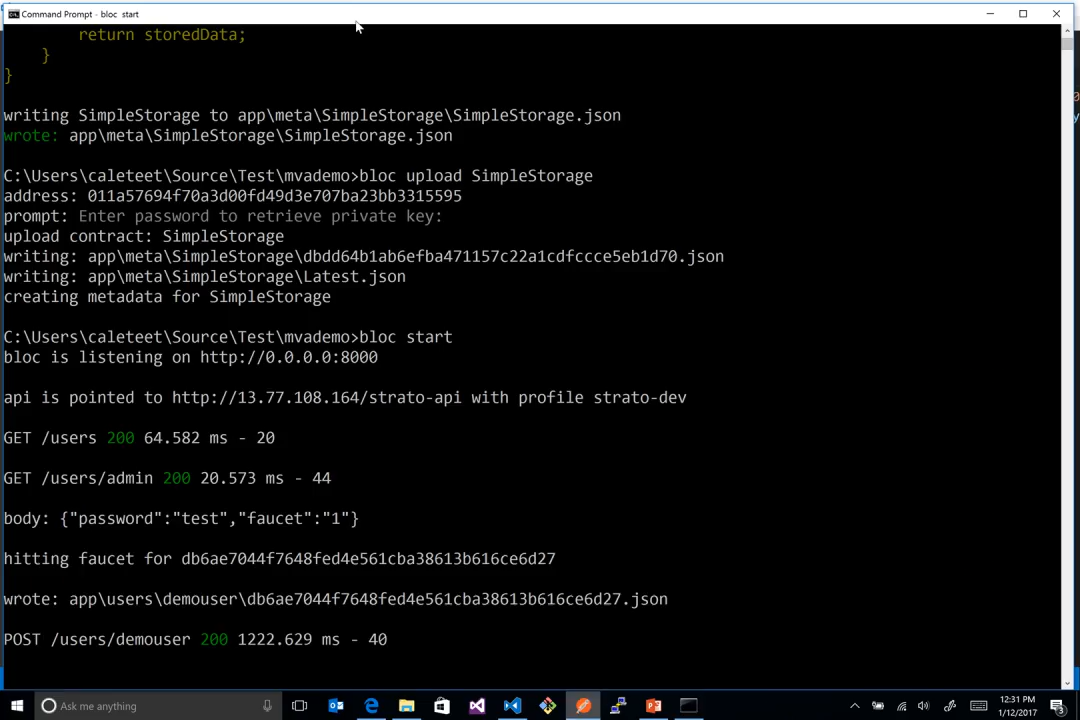 Command Prompt - bloc start
return storedData;
}
}
writing SimpleStorage to app\meta\SimpleStorage\SimpleStorage.json
wrote: app\meta\SimpleStorage\SimpleStorage.json
C:\Users\caleteet\Source\Test\mvademo>bloc upload SimpleStorage
address: 011a57694f70a3d00fd49d3e707ba23bb3315595
prompt: Enter password to retrieve private key:
upload contract: SimpleStorage
writing: app\meta\SimpleStorage\dbdd64b1ab6efba471157c22a1cdfccce5eb1d70.json
writing: app\meta\SimpleStorage\Latest.json
creating metadata for SimpleStorage
C:\Users\caleteet\Source\Test\mvademo>bloc start
bloc is listening on http://0.0.0.0:8000
api is pointed to http://13.77.108.164/strato-api with profile strato-dev
GET /users 200 64.582 ms - 20
GET /users/admin 200 20.573 ms - 44
body: {"password":"test","faucet":"1"}
hitting faucet for db6ae7044f7648fed4e561cba38613b616ce6d27
wrote: app\users\demouser\db6ae7044f7648fed4e561cba38613b616ce6d27.json
POST /users/demouser 200 1222.629 ms - 40
Ask me anything
12:31 PM
1/12/2017
3